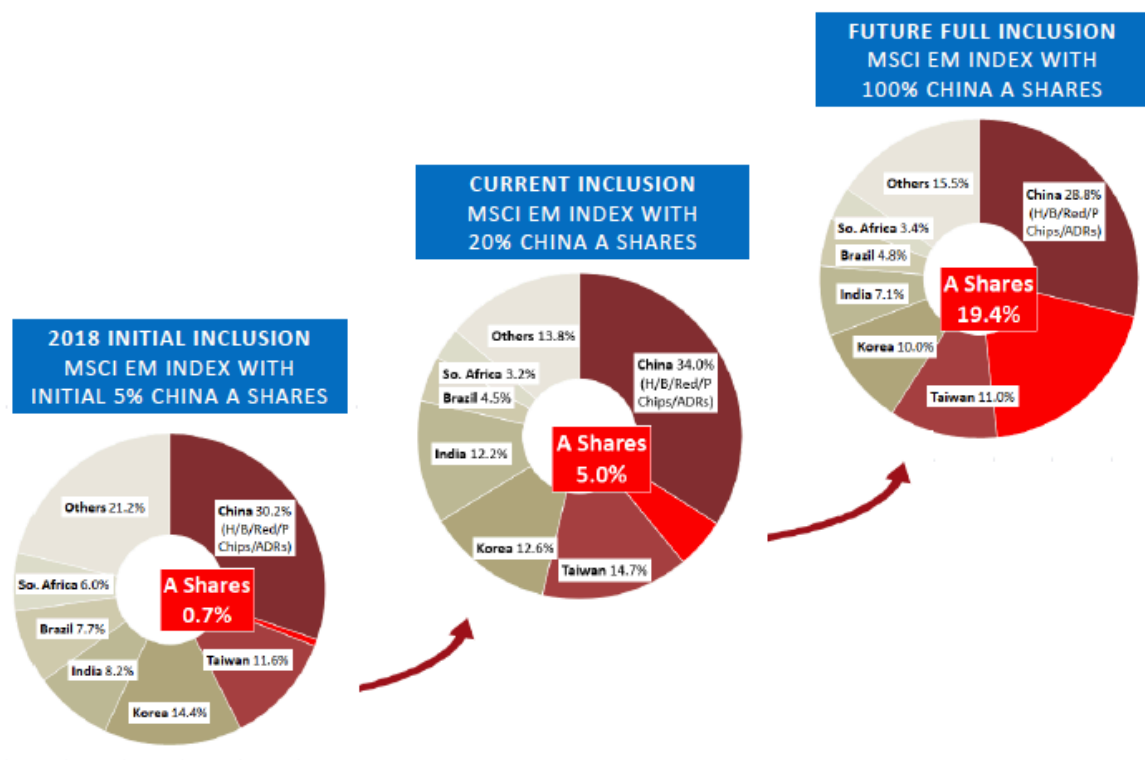 FUTURE FULL INCLUSION
MSCI EM INDEX WITH
100% CHINA A SHARES
Others 15.5%
China 28.8%
(H/B/Red/P
Chips/ADRs)
So. Africa 3.4%
Brazil 4.8%
India 7.1%
A Shares
19.4%
Korea 10.0%
Taiwan 11.0%
CURRENT INCLUSION
MSCI EM INDEX WITH
20% CHINA A SHARES
Others 13.8%
China 34.0%
(H/B/Red/P
Chips/ADRs)
So. Africa 3.2%
Brazil 4.5%
India 12.2%
A Shares
5.0%
Korea 12.6%
Taiwan 14.7%
2018 INITIAL INCLUSION
MSCI EM INDEX WITH
INITIAL 5% CHINA A SHARES
Others 21.2%
China 30.2%
(H/B/Red/P
Chips/ADRs)
So. Africa 6.0%
A Shares
0.7%
Brazil 7.7%
India 8.2%
Taiwan 11.6%
Korea 14.4%